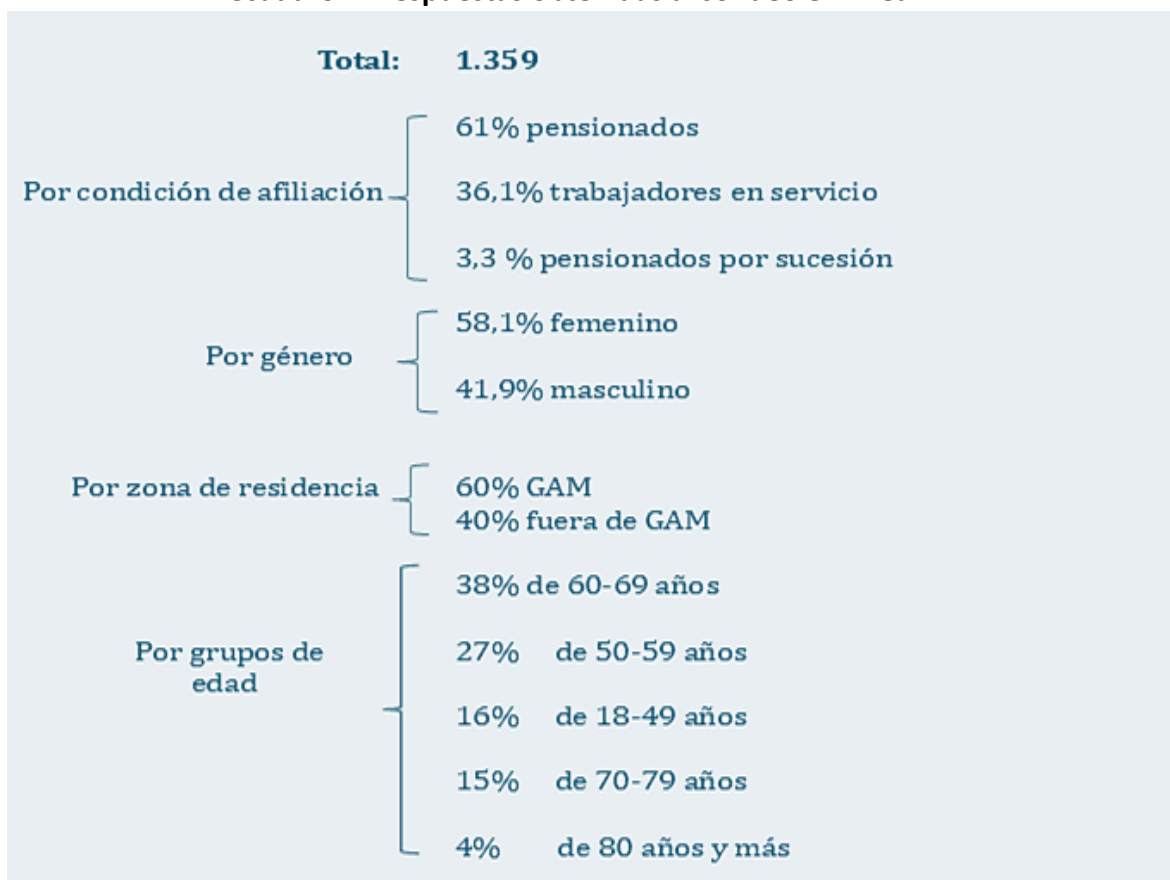 Total: 1.359
61% pensionados
Por condición de afiliación
36,1% trabajadores en servicio
3,3 % pensionados por sucesión
58,1% femenino
Por género
41,9% masculino
Por zona de residencia
60% GAM
40% fuera de GAM
38% de 60-69 años
Por grupos de
edad
27% de 50-59 años
16% de 18-49 años
15% de 70-79 años
4% de 80 años y más